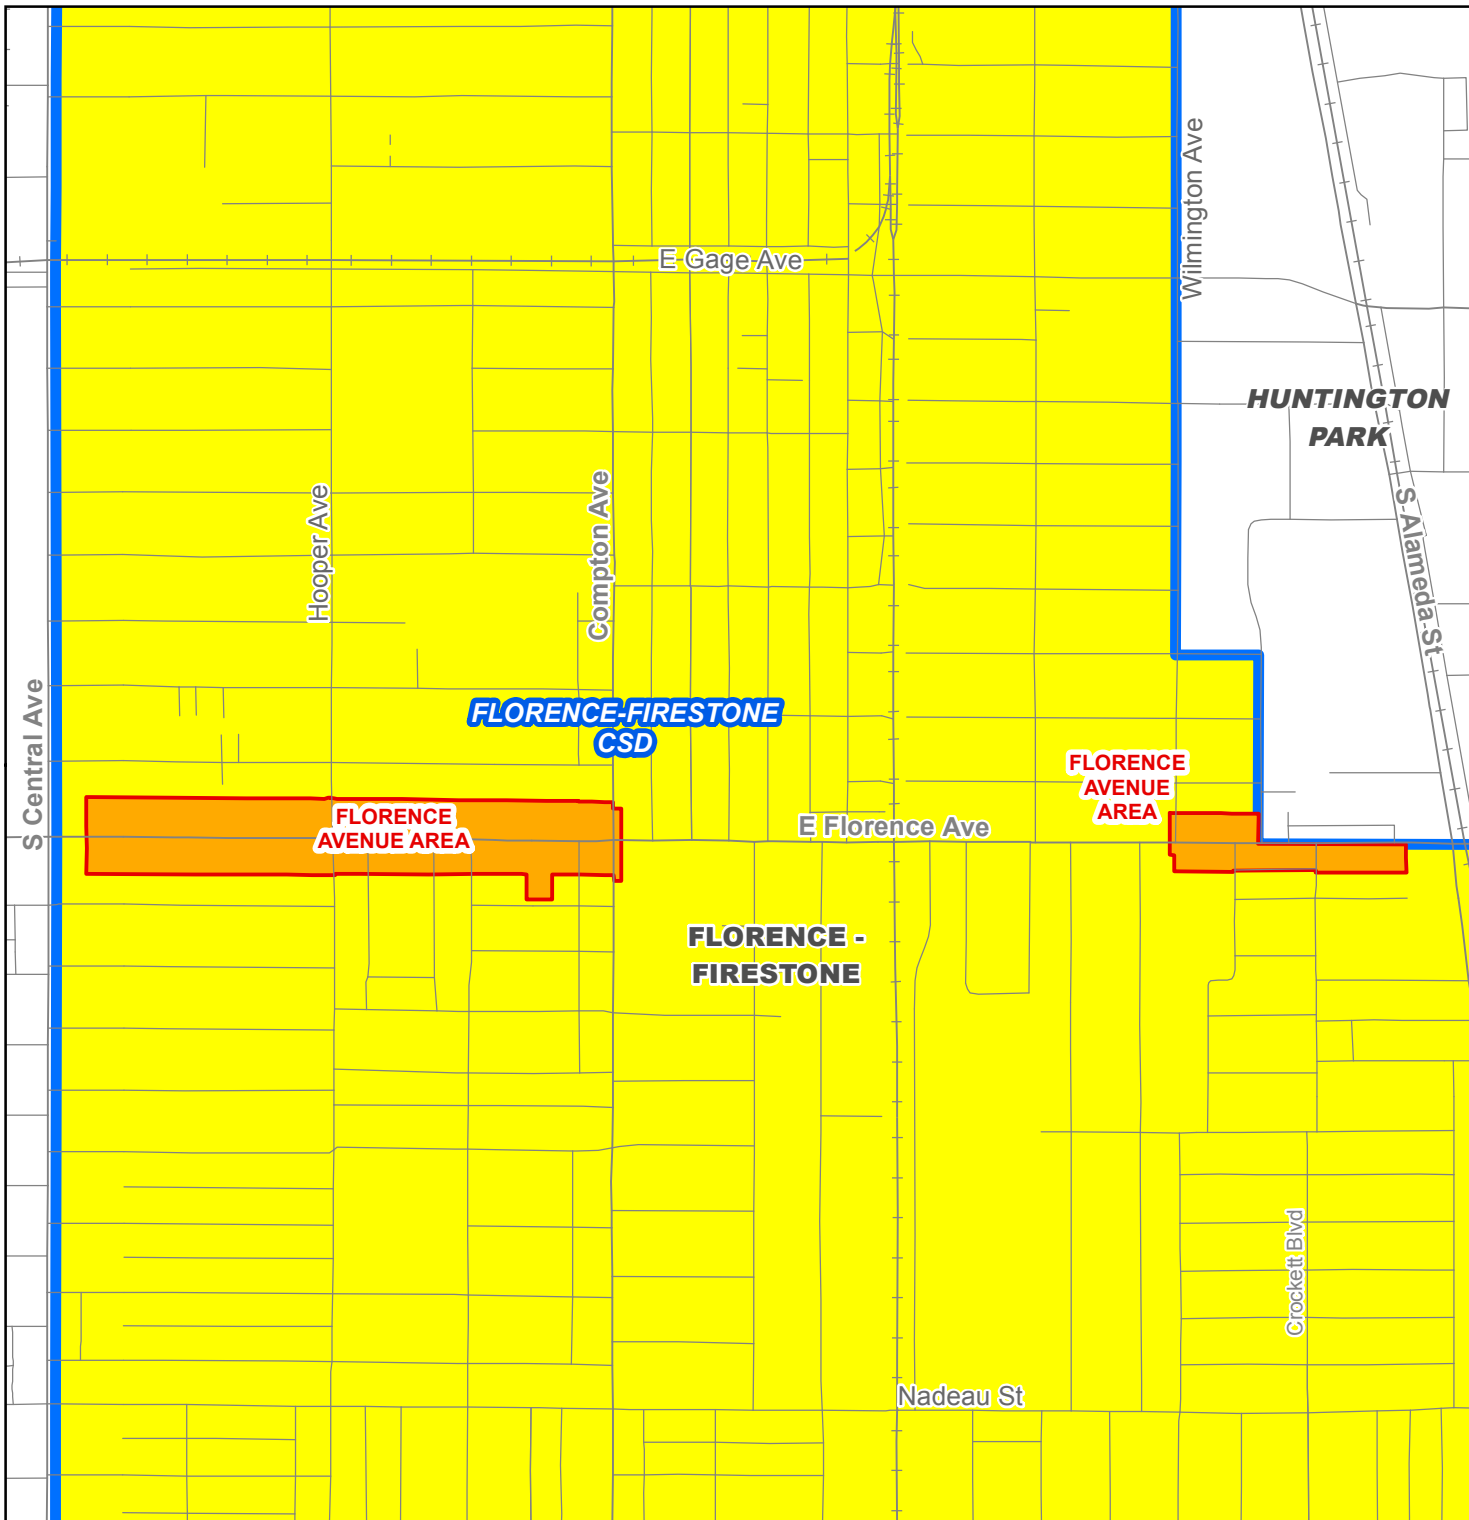 Wilmington Ave
E Gage Ave
HUNTINGTON
PARK
Hooper Ave
Compton Ave
S Alameda St
S Central Ave
FLORENCE-FIRESTONE
CSD
FLORENCE
AVENUE
AREA
FLORENCE
AVENUE AREA
E Florence Ave
FLORENCE -
FIRESTONE
Crockett Blvd
Nadeau St